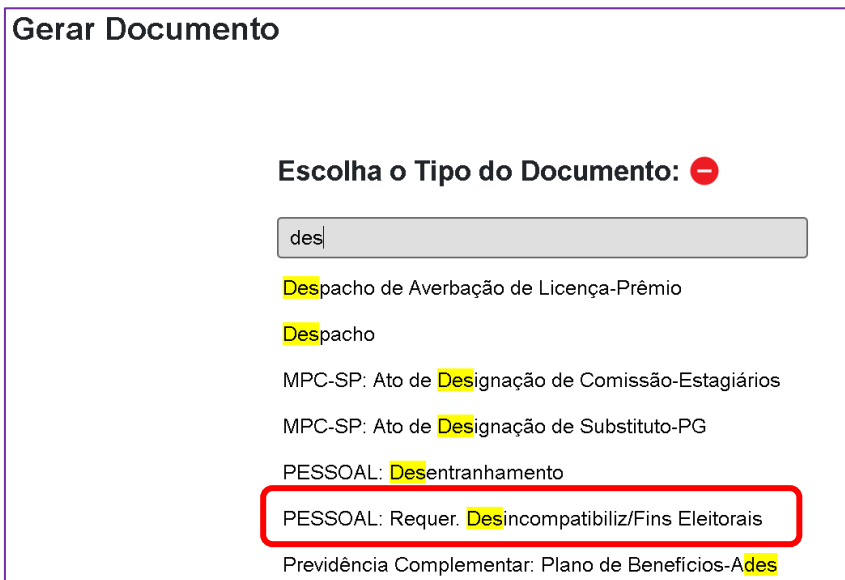 Gerar Documento
Escolha o Tipo do Documento:
des
Despacho de Averbação de Licença-Prêmio
Despacho
MPC-SP: Ato de Designação de Comissão-Estagiários
MPC-SP: Ato de Designação de Substituto-PG
PESSOAL: Desentranhamento
PESSOAL: Requer. Desincompatibiliz/Fins Eleitorais
Previdência Complementar: Plano de Benefícios-Ades